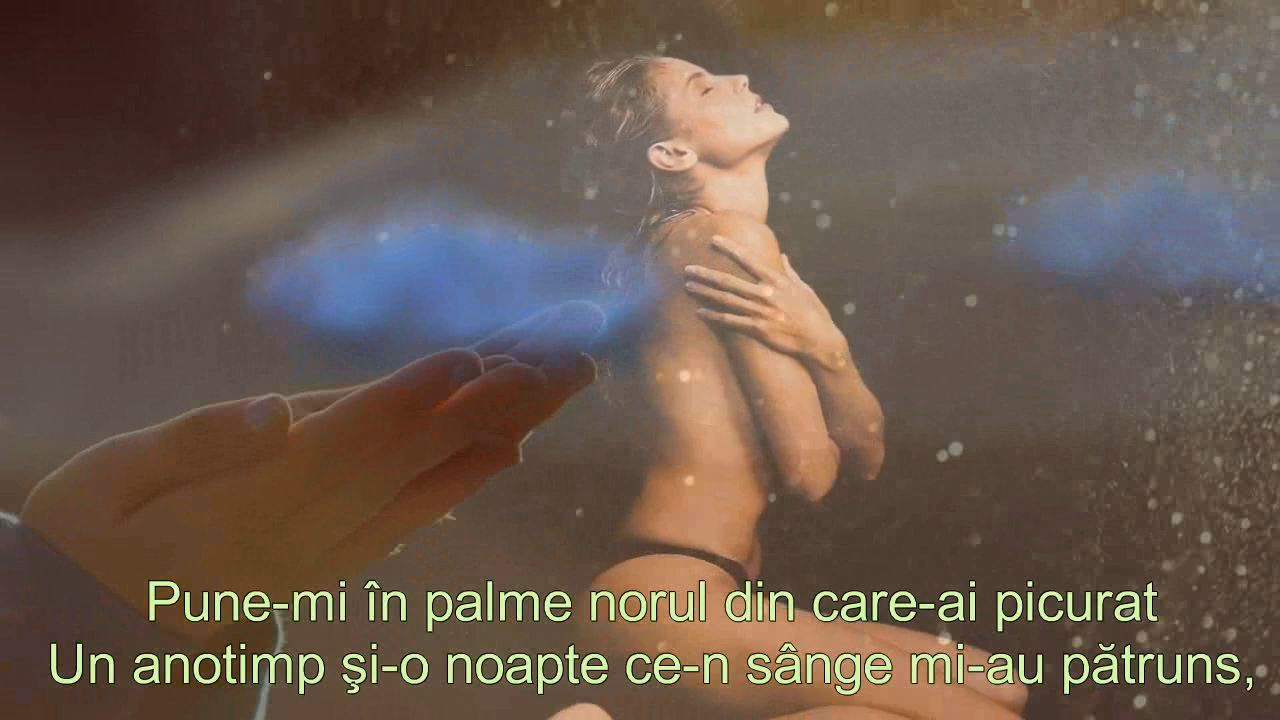 Pune-mi în palme norul din care-ai picurat
Un anotimp şi-o noapte ce-n sânge mi-au pătruns,